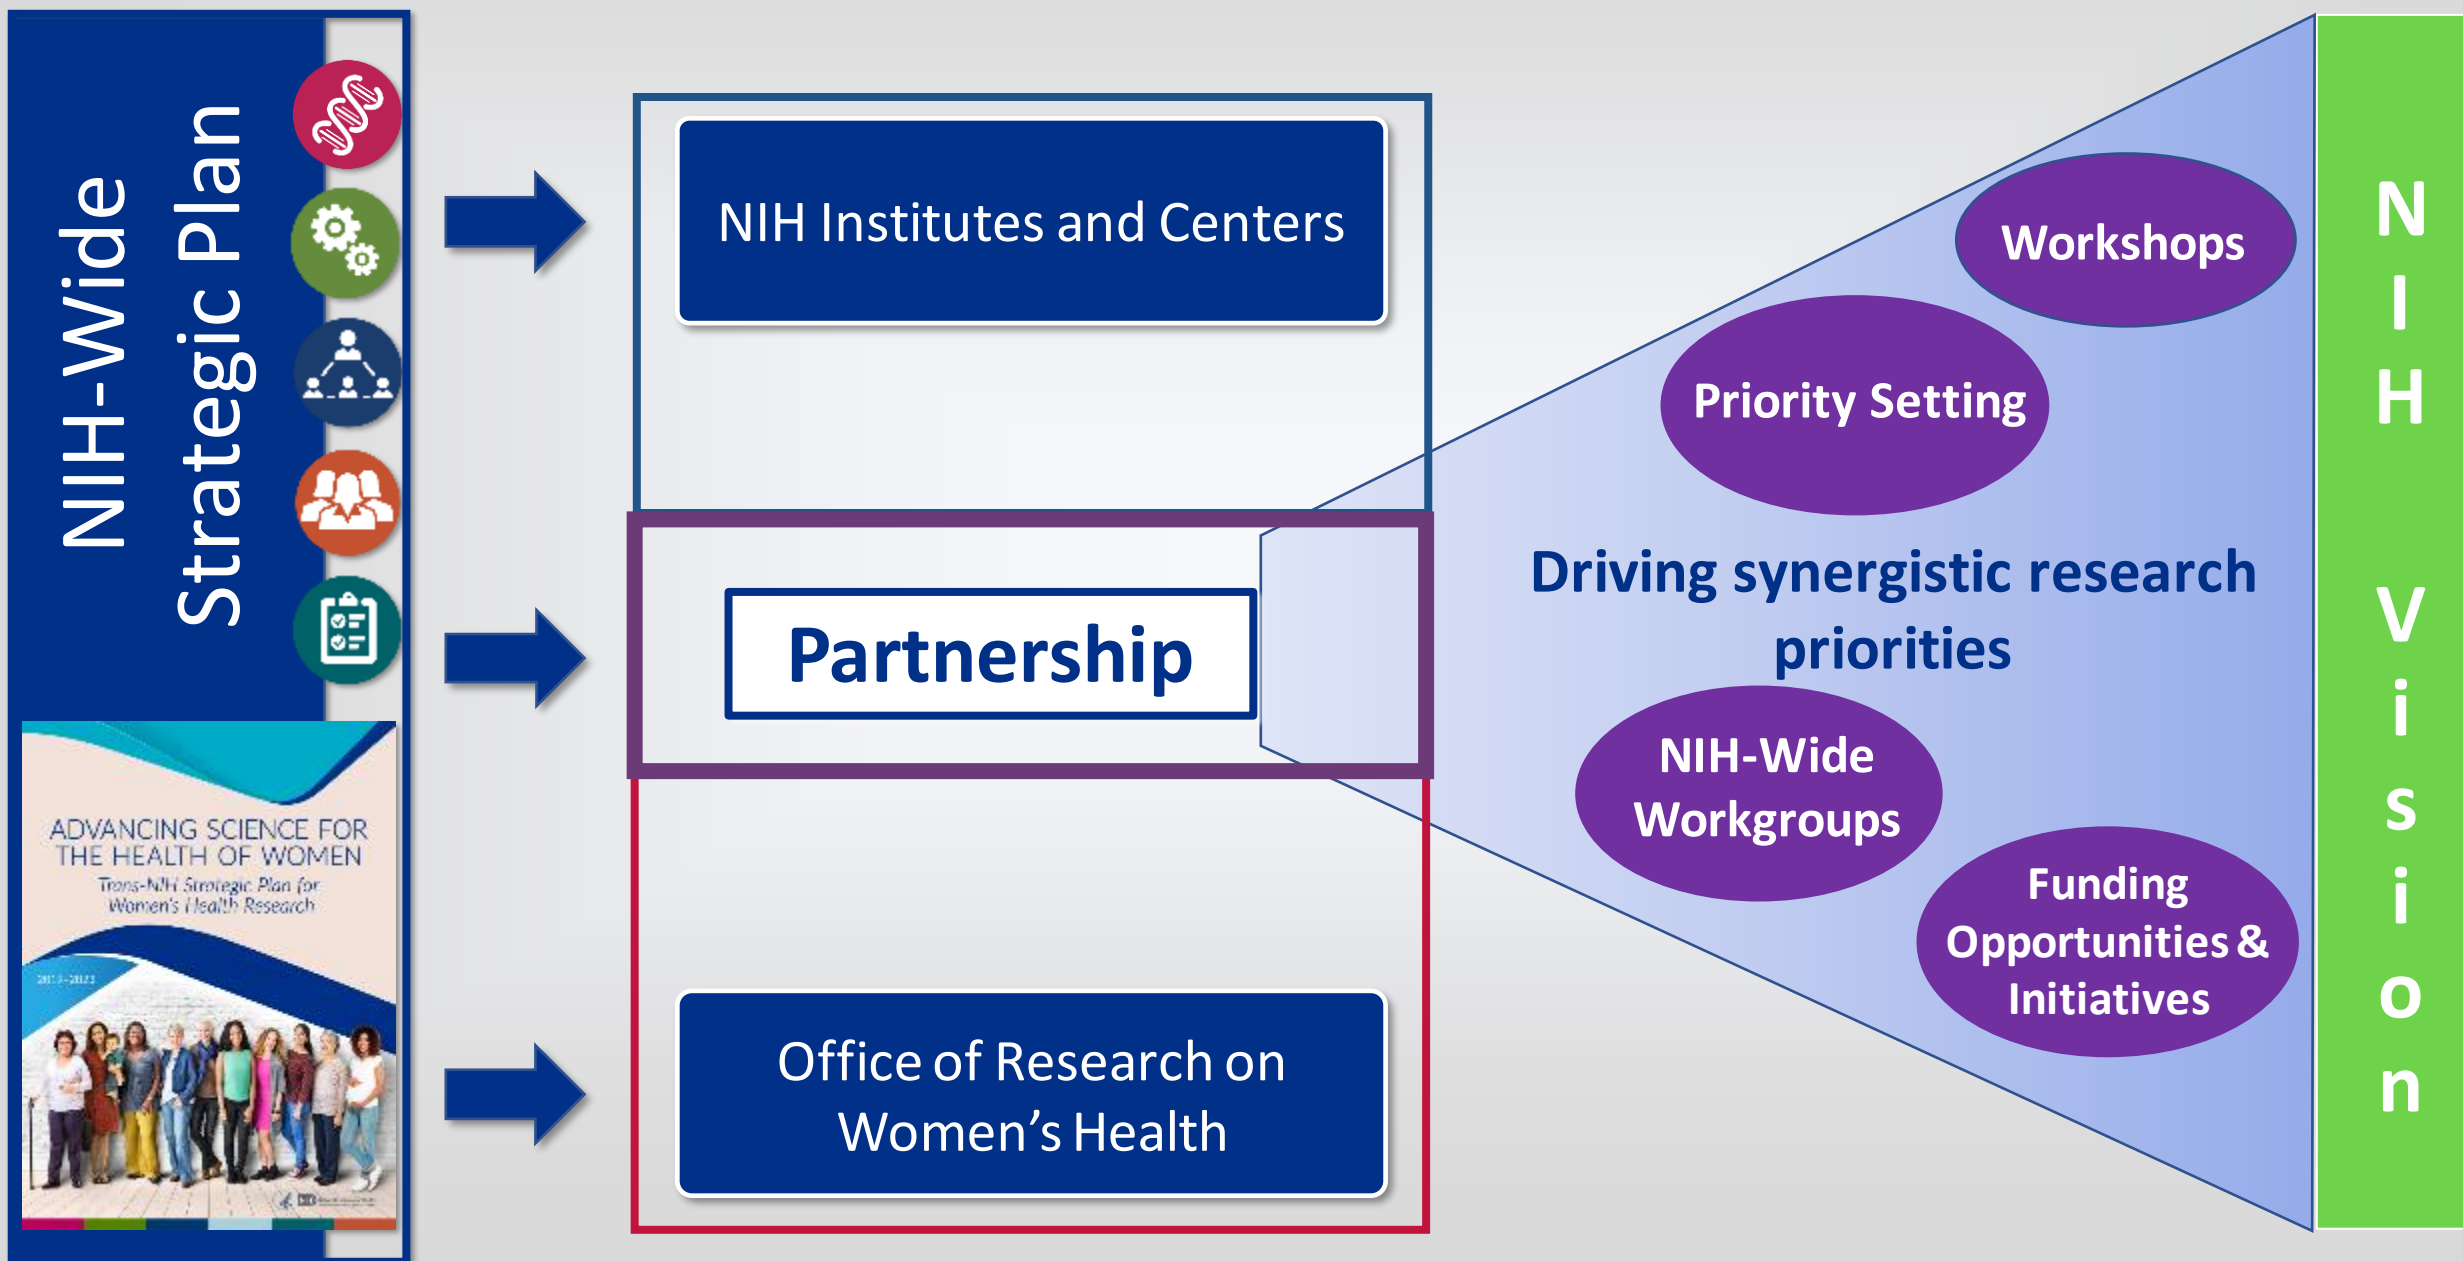 NIH-Wide
Strategic Plan
ADVANCING SCIENCE FOR
THE HEALTH OF WOMEN
Trans-NIH Strategic Plan for
Women's Health Research
NIH Institutes and Centers
Partnership
Office of Research on
Women’s Health
Workshops
Priority Setting
Driving synergistic research
priorities
NIH-Wide
Workgroups
Funding
Opportunities &
Initiatives
NIH Vision